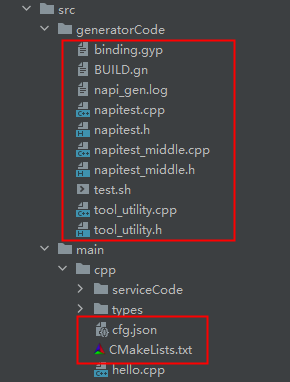 src
generatorCode
binding.gyp
BUILD.gn
napi_gen.log
napitest.cpp
napitest.h
napitest_middle.cpp
napitest_middle.h
test.sh
tool_utility.cpp
tool_utility.h
main
cpp
serviceCode
types
cfg.json
CMakeLists.txt
hello.cpp